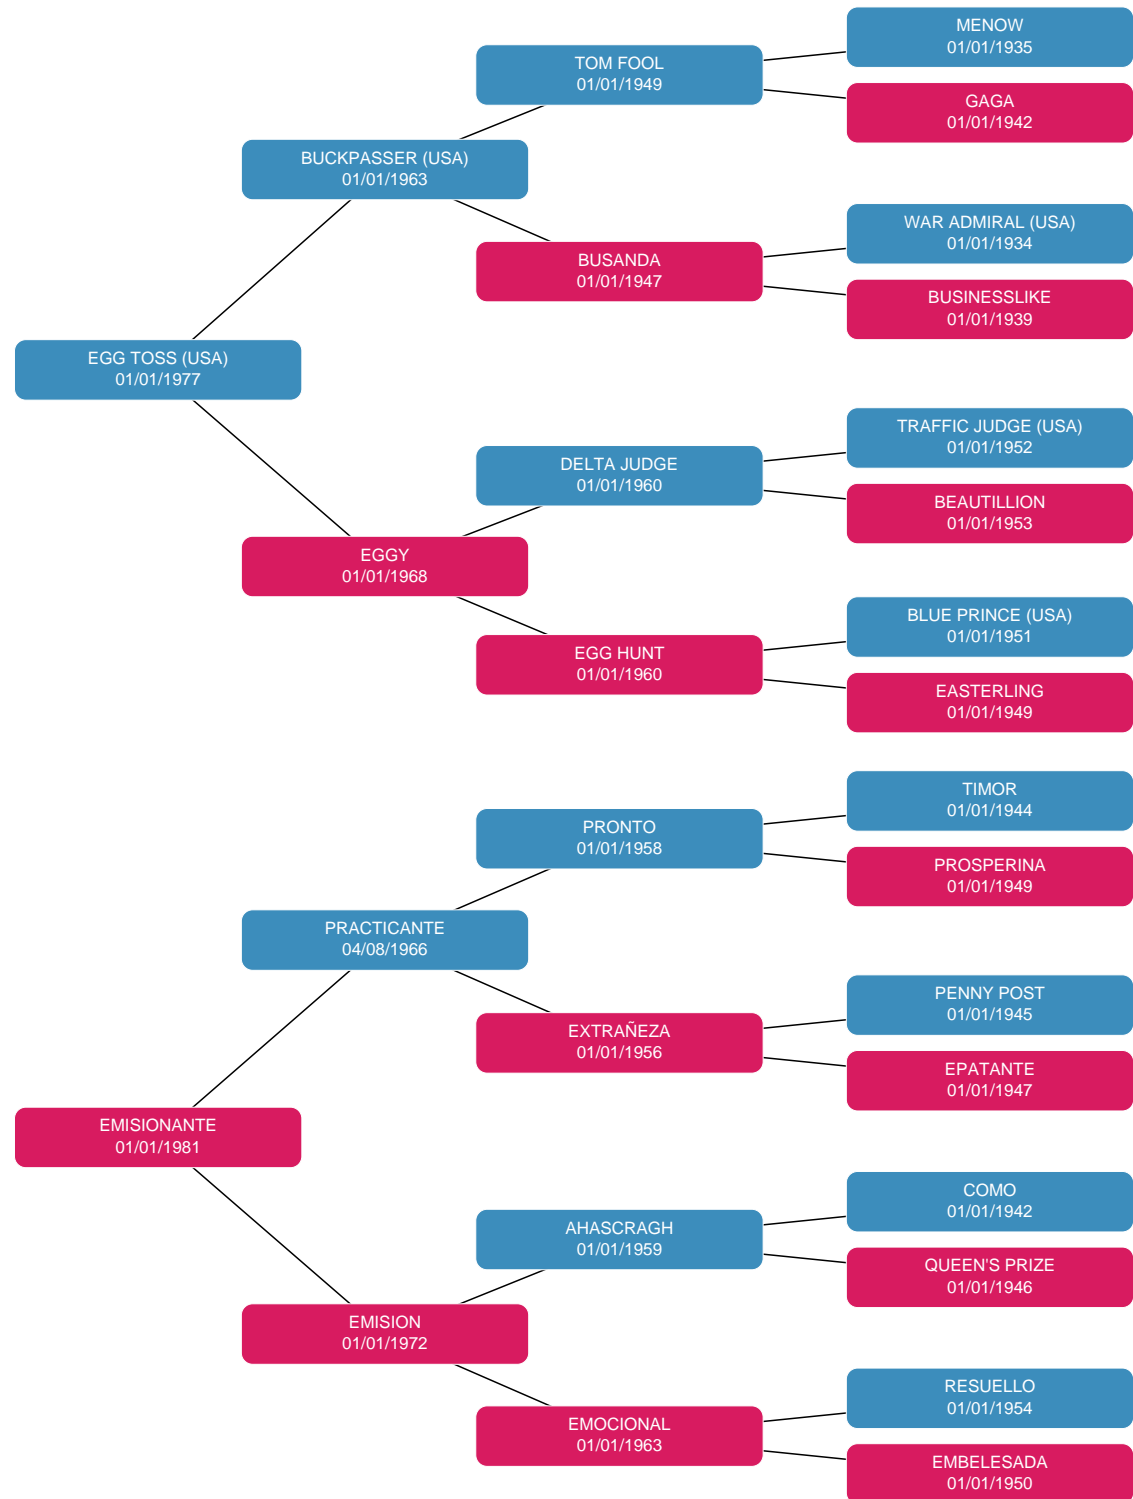 MENOW
01/01/1935
TOM FOOL
01/01/1949
GAGA
01/01/1942
BUCKPASSER (USA)
01/01/1963
WAR ADMIRAL (USA)
01/01/1934
BUSANDA
01/01/1947
BUSINESSLIKE
01/01/1939
EGG TOSS (USA)
01/01/1977
TRAFFIC JUDGE (USA)
01/01/1952
DELTA JUDGE
01/01/1960
BEAUTILLION
01/01/1953
EGGY
01/01/1968
BLUE PRINCE (USA)
01/01/1951
EGG HUNT
01/01/1960
EASTERLING
01/01/1949
TIMOR
01/01/1944
PRONTO
01/01/1958
PROSPERINA
01/01/1949
PRACTICANTE
04/08/1966
PENNY POST
01/01/1945
EXTRAÑEZA
01/01/1956
EPATANTE
01/01/1947
EMISIONANTE
01/01/1981
COMO
01/01/1942
AHASCRAGH
01/01/1959
QUEEN'S PRIZE
01/01/1946
EMISION
01/01/1972
RESUELLO
01/01/1954
EMOCIONAL
01/01/1963
EMBELESADA
01/01/1950